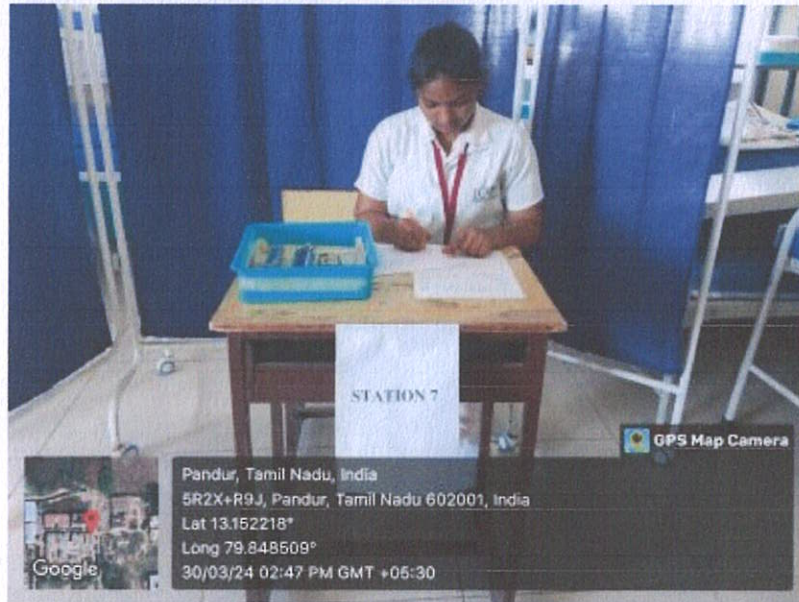 STATION 7
GPS Map Camera
Pandur, Tamil Nadu, India
5R2X+R9J, Pandur, Tamil Nadu 602001, India
Lat 13.152218°
Long 79.848509°
30/03/24 02:47 PM GMT +05:30
Google